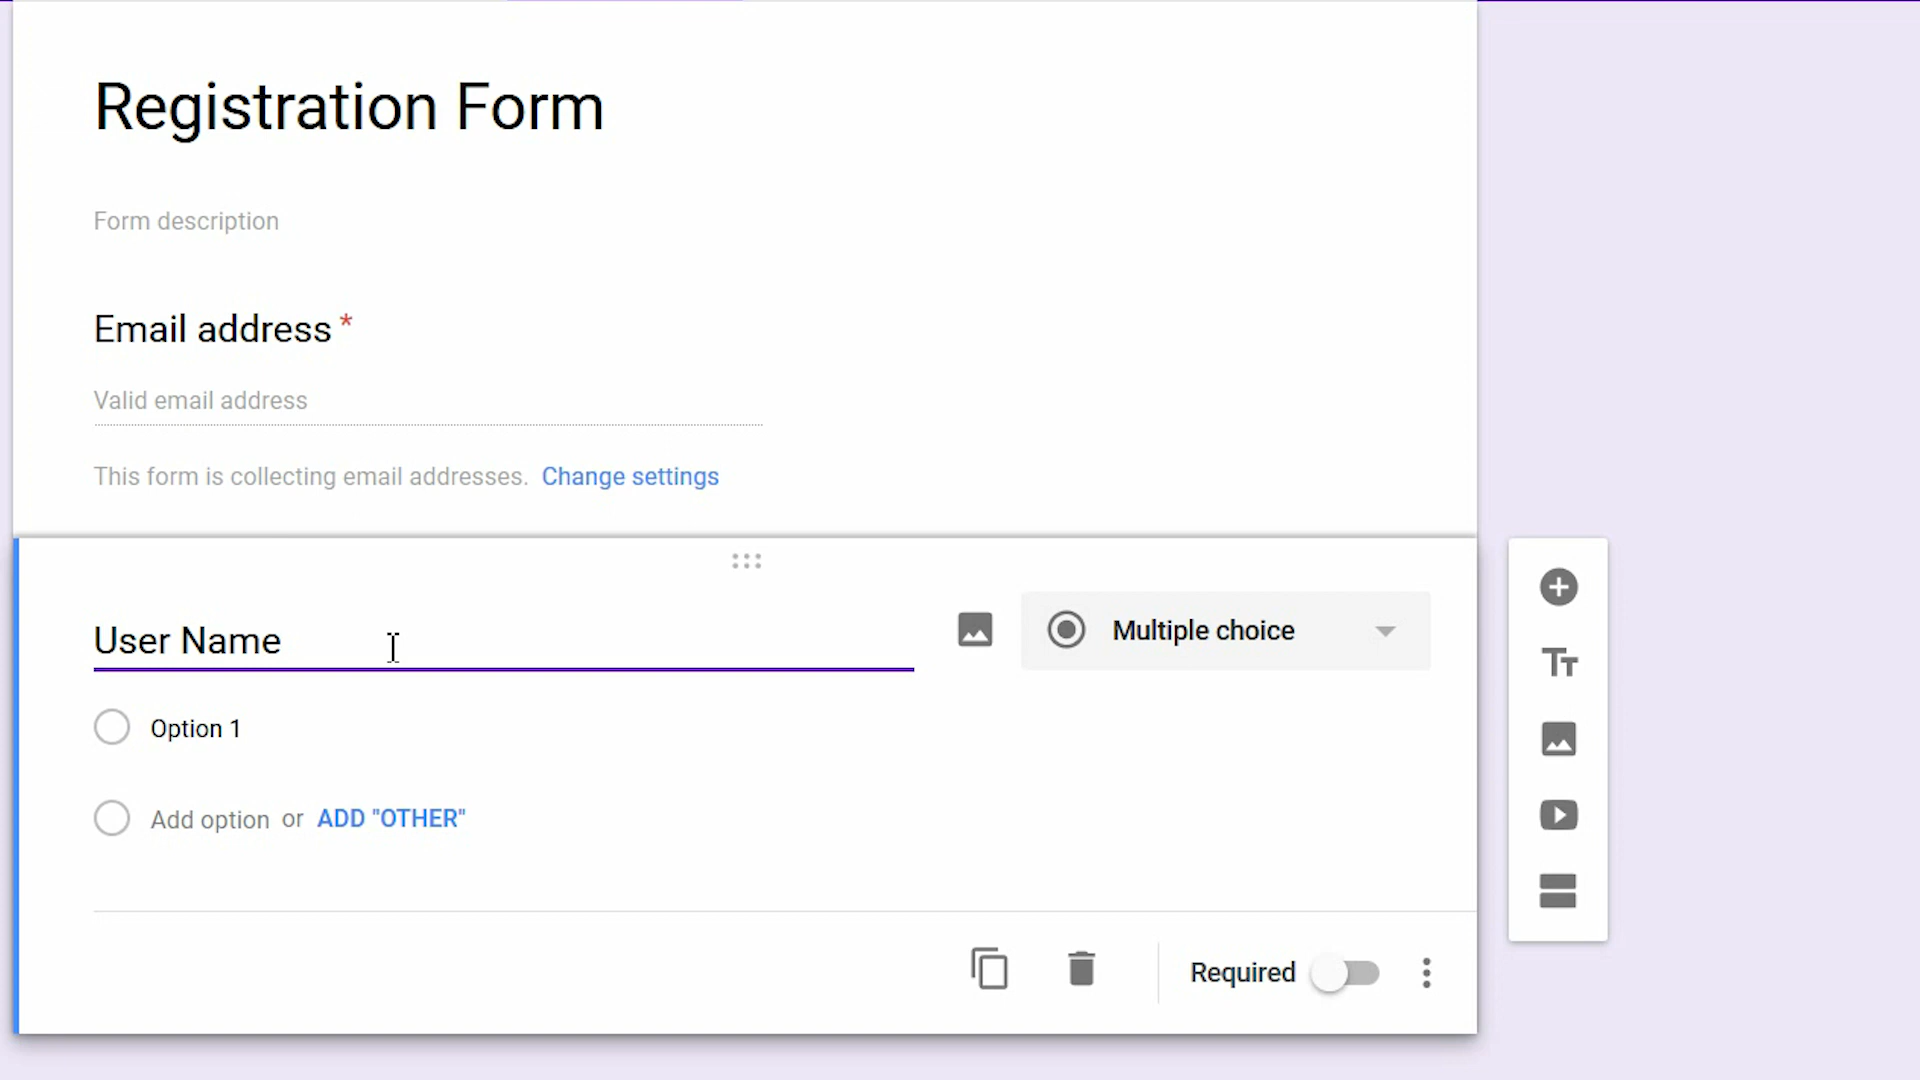 Registration Form
Form description
Email address *
Valid email address
This form is collecting email addresses. Change settings
User Name
Multiple choice
Option 1
Add option or ADD "OTHER"
Required